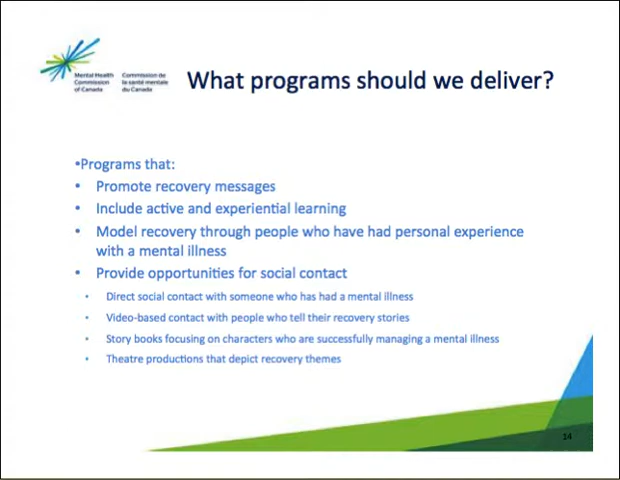 Mental Health
Commission
of Canada
Commission de
la santé mentale
du Canada
What programs should we deliver?
•Programs that:
• Promote recovery messages
• Include active and experiential learning
• Model recovery through people who have had personal experience
with a mental illness
• Provide opportunities for social contact
• Direct social contact with someone who has had a mental illness
• Video-based contact with people who tell their recovery stories
• Story books focusing on characters who are successfully managing a mental illness
• Theatre productions that depict recovery themes
14